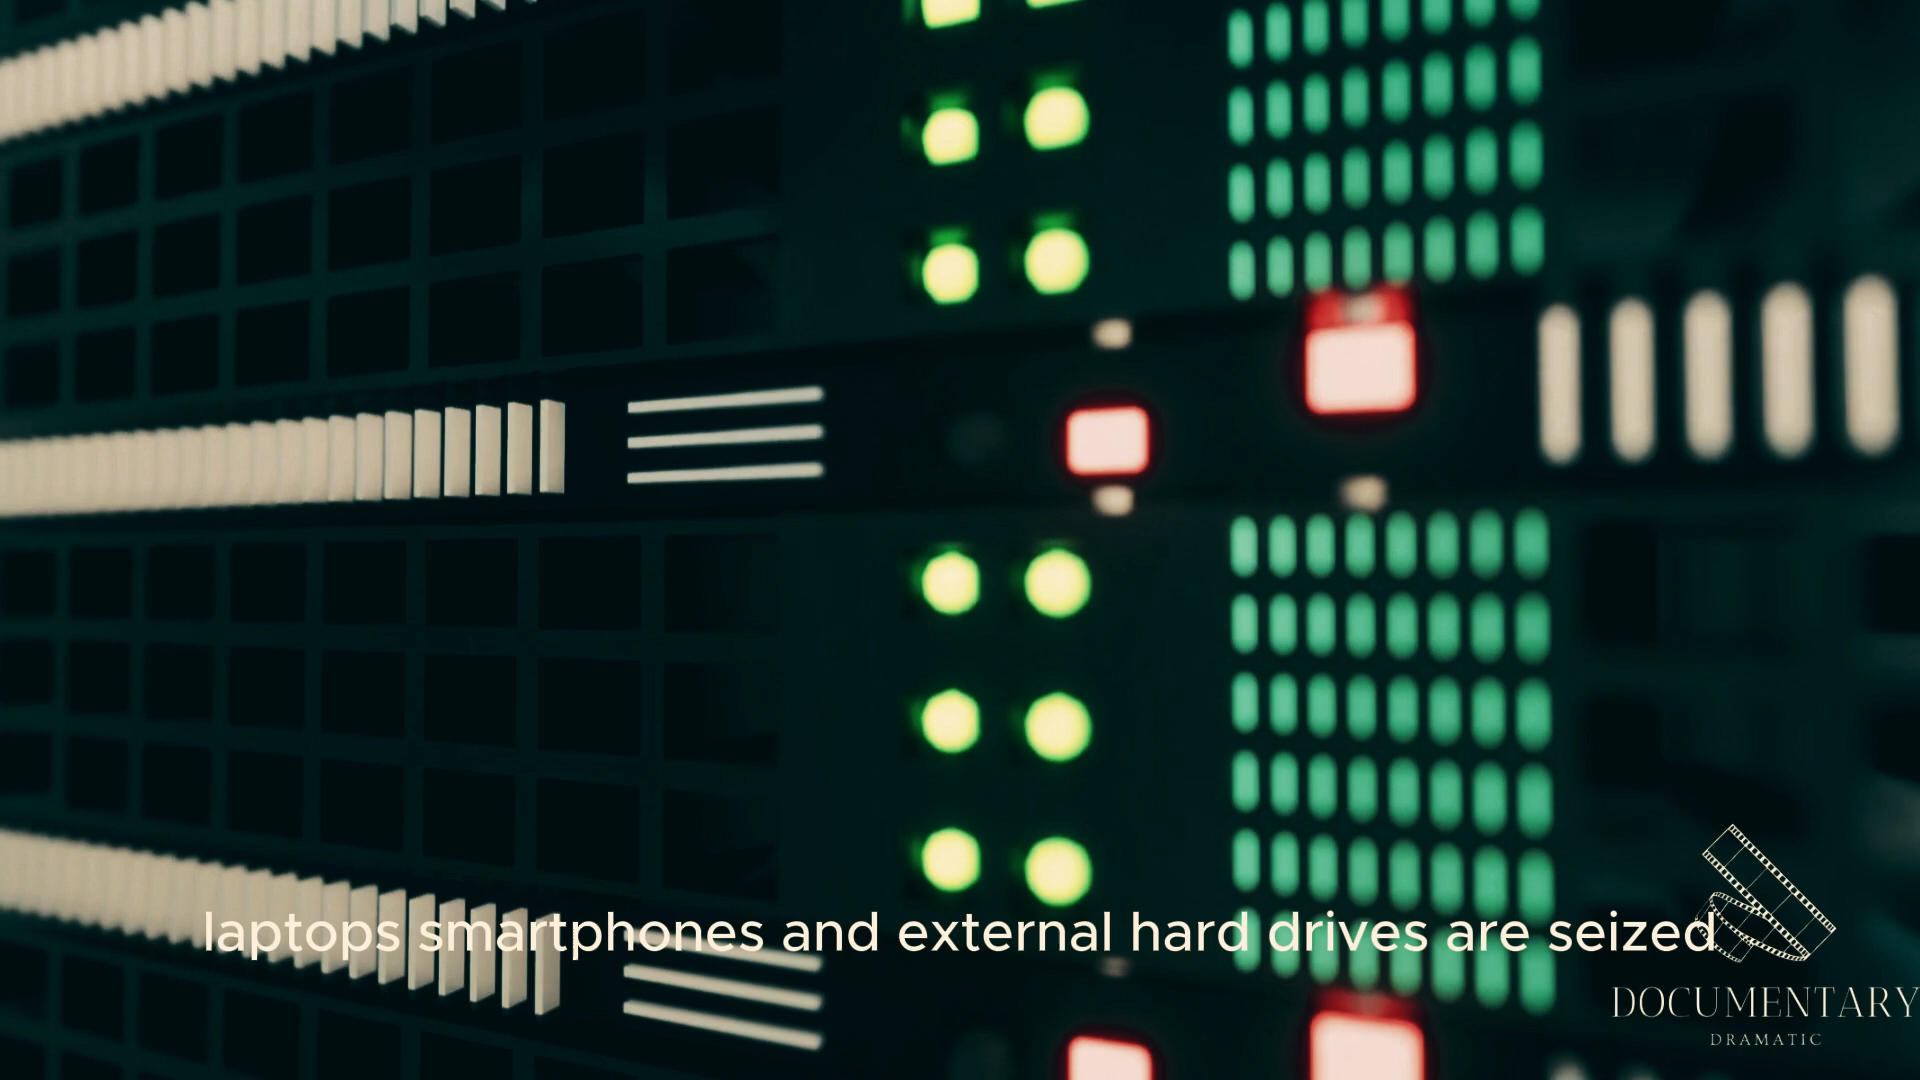 laptops smartphones and external hard drives are seized
DOCUMENTARY
DRAMATIC